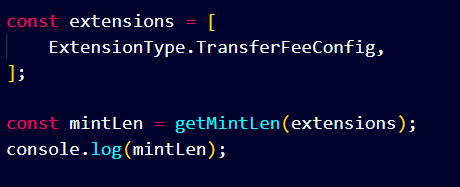 const extensions = [
    ExtensionType.TransferFeeConfig,
];

const mintLen = getMintLen(extensions);
console.log(mintLen);